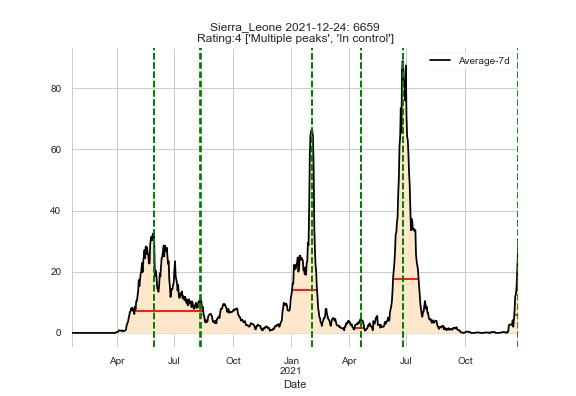 Sierra_Leone 2021-12-24: 6659
Rating:4 ['Multiple peaks', 'In control']
Average-7d
80
60
40
20
0
Apr Jul Oct Jan Apr Jul Oct
2021
Date